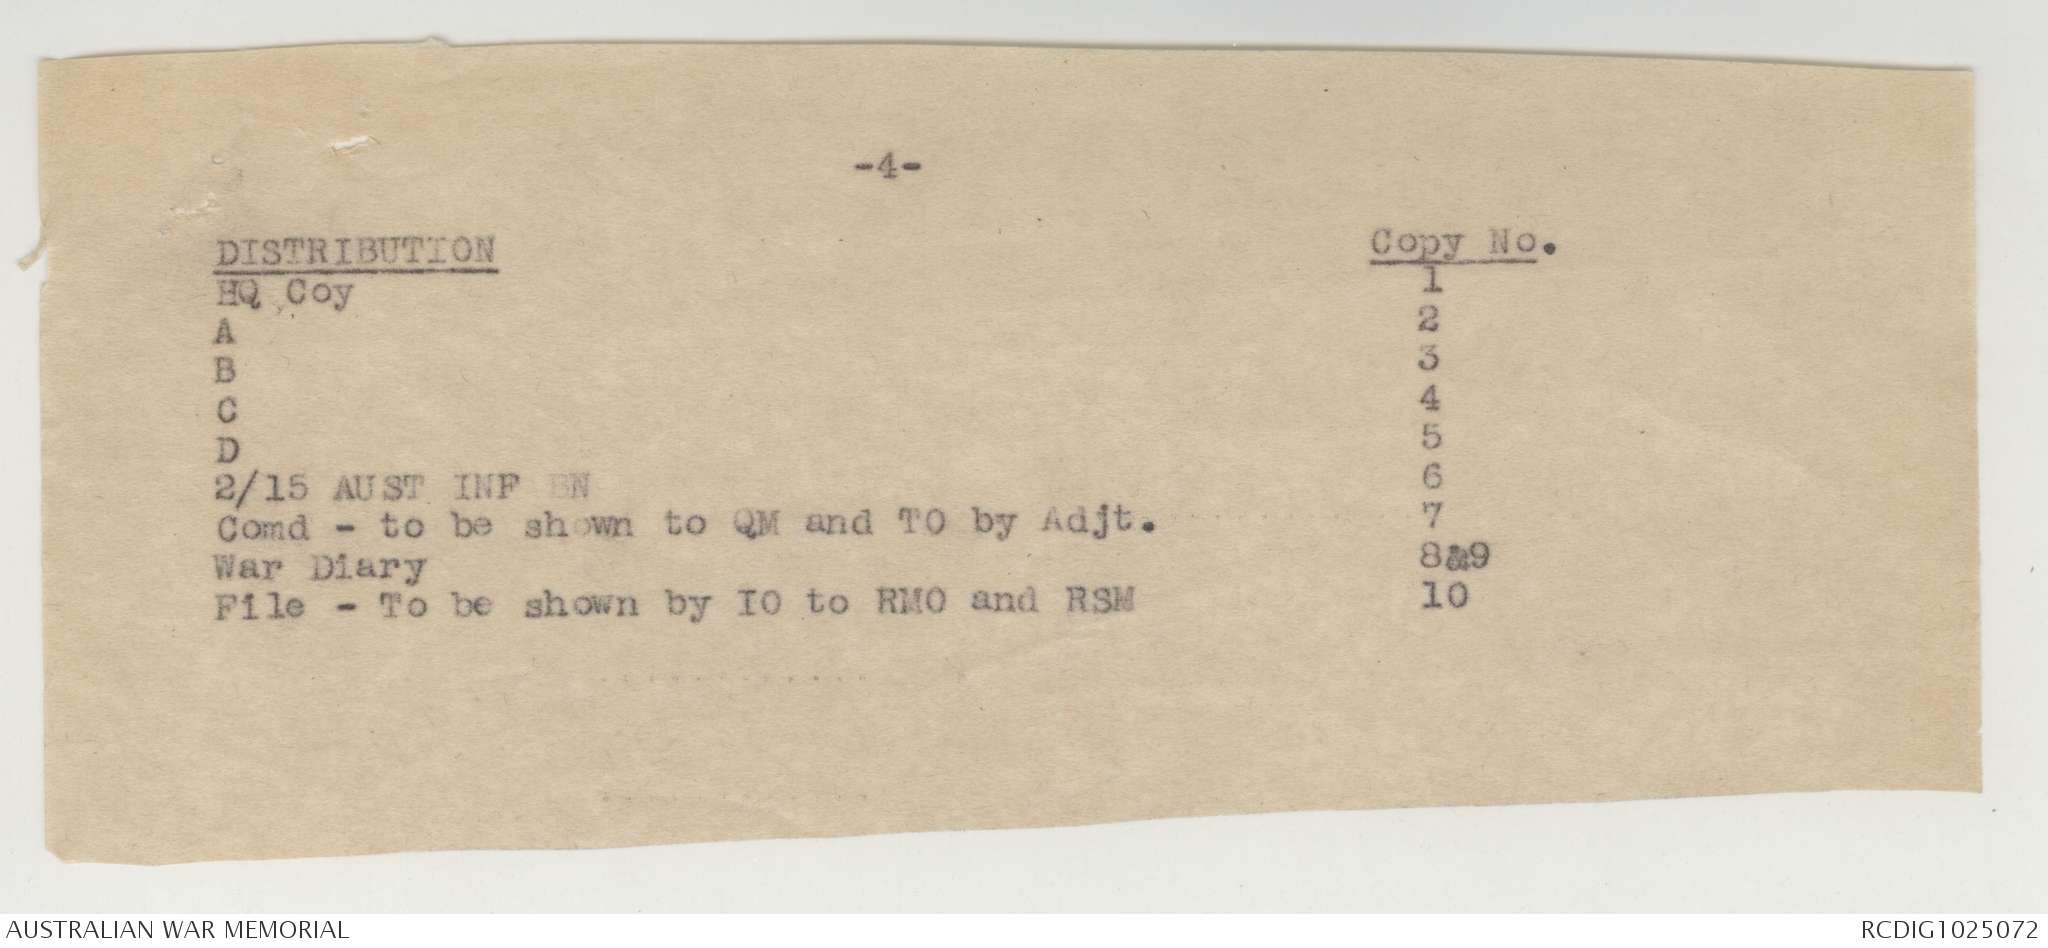 -4-
DISTRIBUTION Copy No.
HQ Coy 1
A 2
B 3
C 4
D 5
2/15 AUST INF BN 6
Comd - to be shown to QM and TO by Adjt. 7
War Diary 8&9
File - To be shown by IO to RMO and RSM 10
AUSTRALIAN WAR MEMORIAL RCDIG1025072